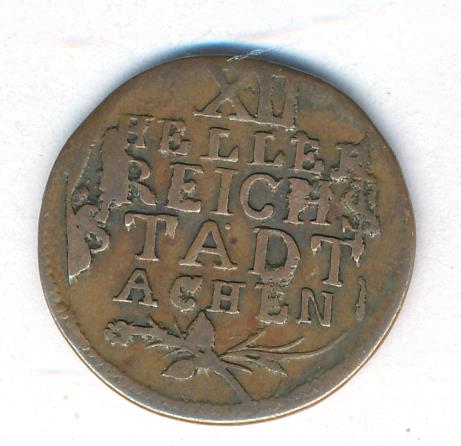 XII
HELLER
REICHS
STADT
ACHEN